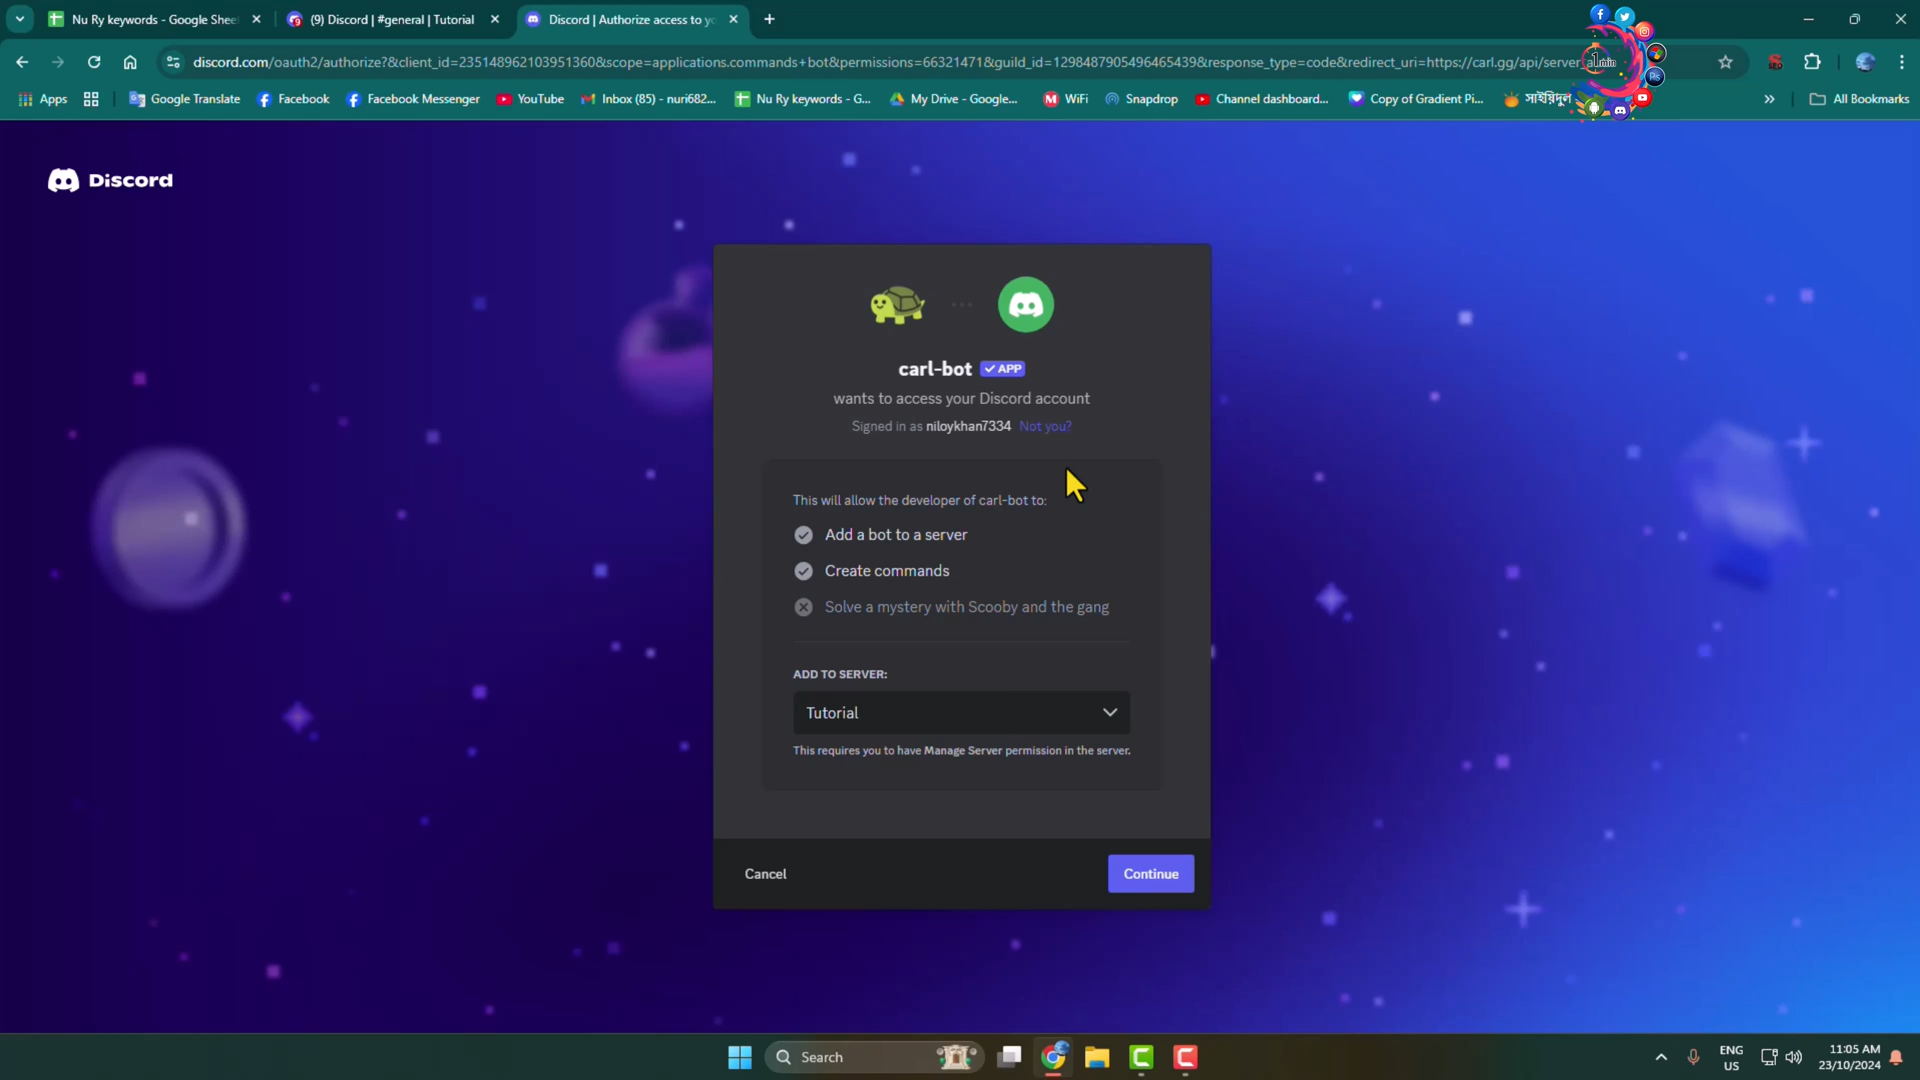 Nu Ry keywords - Google Shee
(9) Discord | #general | Tutorial
Discord | Authorize access to yo
discord.com/oauth2/authorize?&client_id=235148962103951360&scope=applications.commands+bot&permissions=66321471&guild_id=1298487905496465439&response_type=code&redirect_uri=https://carl.gg/api/server_a
Apps
Google Translate
Facebook
Facebook Messenger
YouTube
Inbox (85) - nuri682...
Nu Ry keywords - G...
My Drive - Google...
WiFi
Snapdrop
Channel dashboard...
Copy of Gradient Pi...
সাইয়িদুল
All Bookmarks
Discord
carl-bot APP
wants to access your Discord account
Signed in as niloykhan7334 Not you?
This will allow the developer of carl-bot to:
Add a bot to a server
Create commands
Solve a mystery with Scooby and the gang
ADD TO SERVER:
Tutorial
This requires you to have Manage Server permission in the server.
Cancel
Continue
Search
ENG
US
11:05 AM
23/10/2024